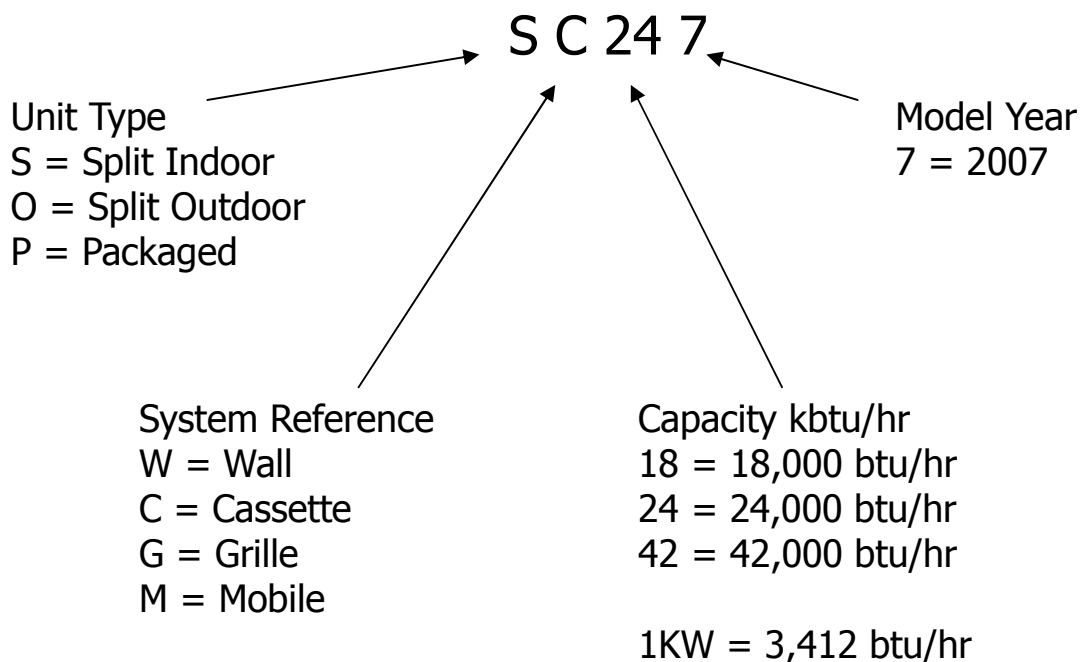 S C 24 7
Unit Type
S = Split Indoor
O = Split Outdoor
P = Packaged
Model Year
7 = 2007
System Reference
W = Wall
C = Cassette
G = Grille
M = Mobile
Capacity kbtu/hr
18 = 18,000 btu/hr
24 = 24,000 btu/hr
42 = 42,000 btu/hr
1KW = 3,412 btu/hr